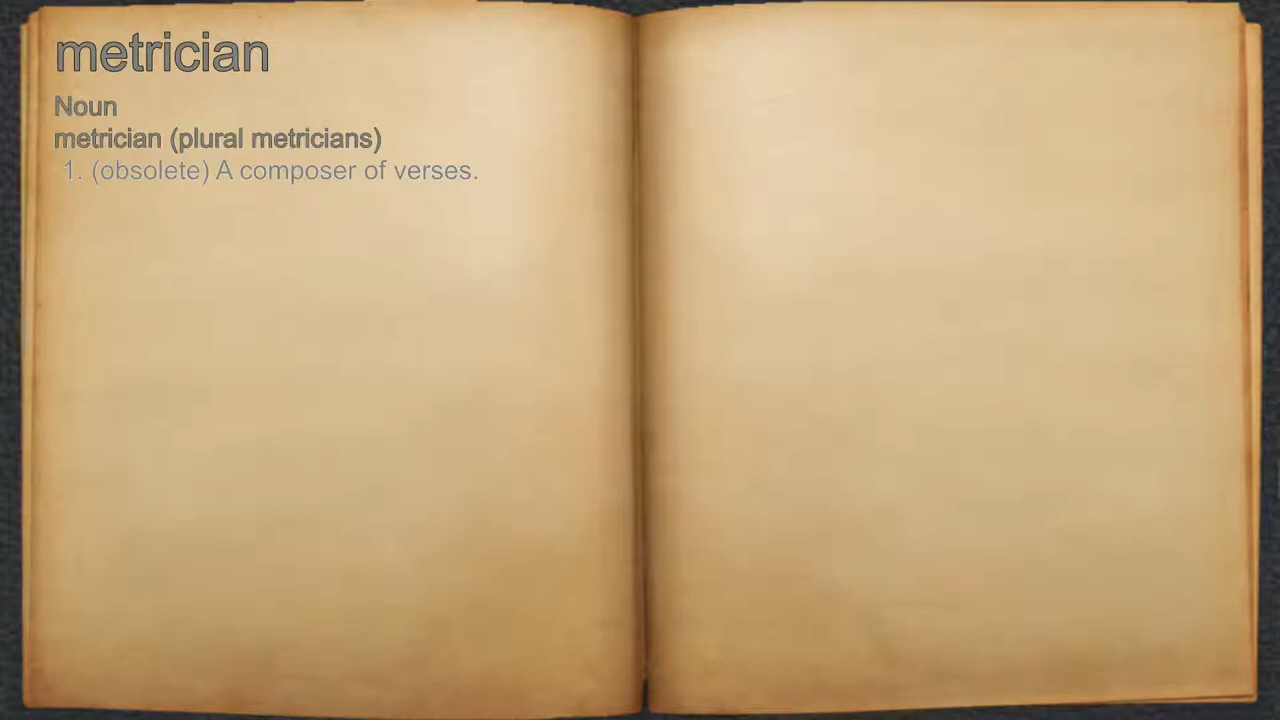 metrician
Noun
metrician (plural metricians)
1. (obsolete) A composer of verses.